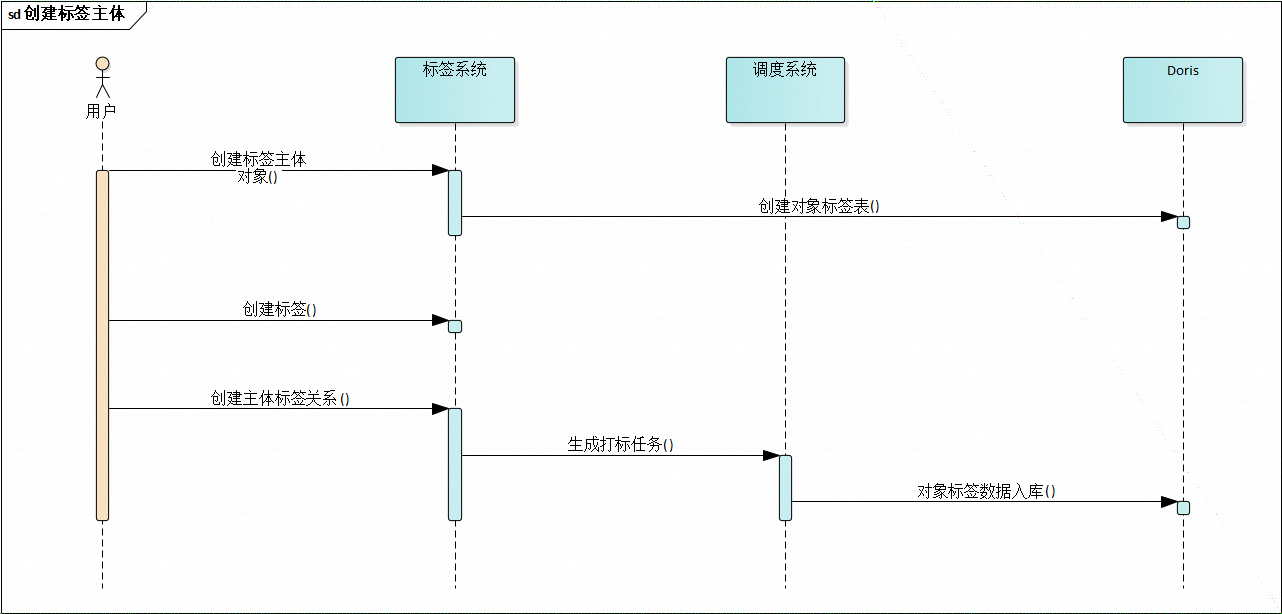 sd 创建标签主体
用户
标签系统
调度系统
Doris
创建标签主体
对象()
创建对象标签表()
创建标签()
创建主体标签关系()
生成打标任务()
对象标签数据入库()